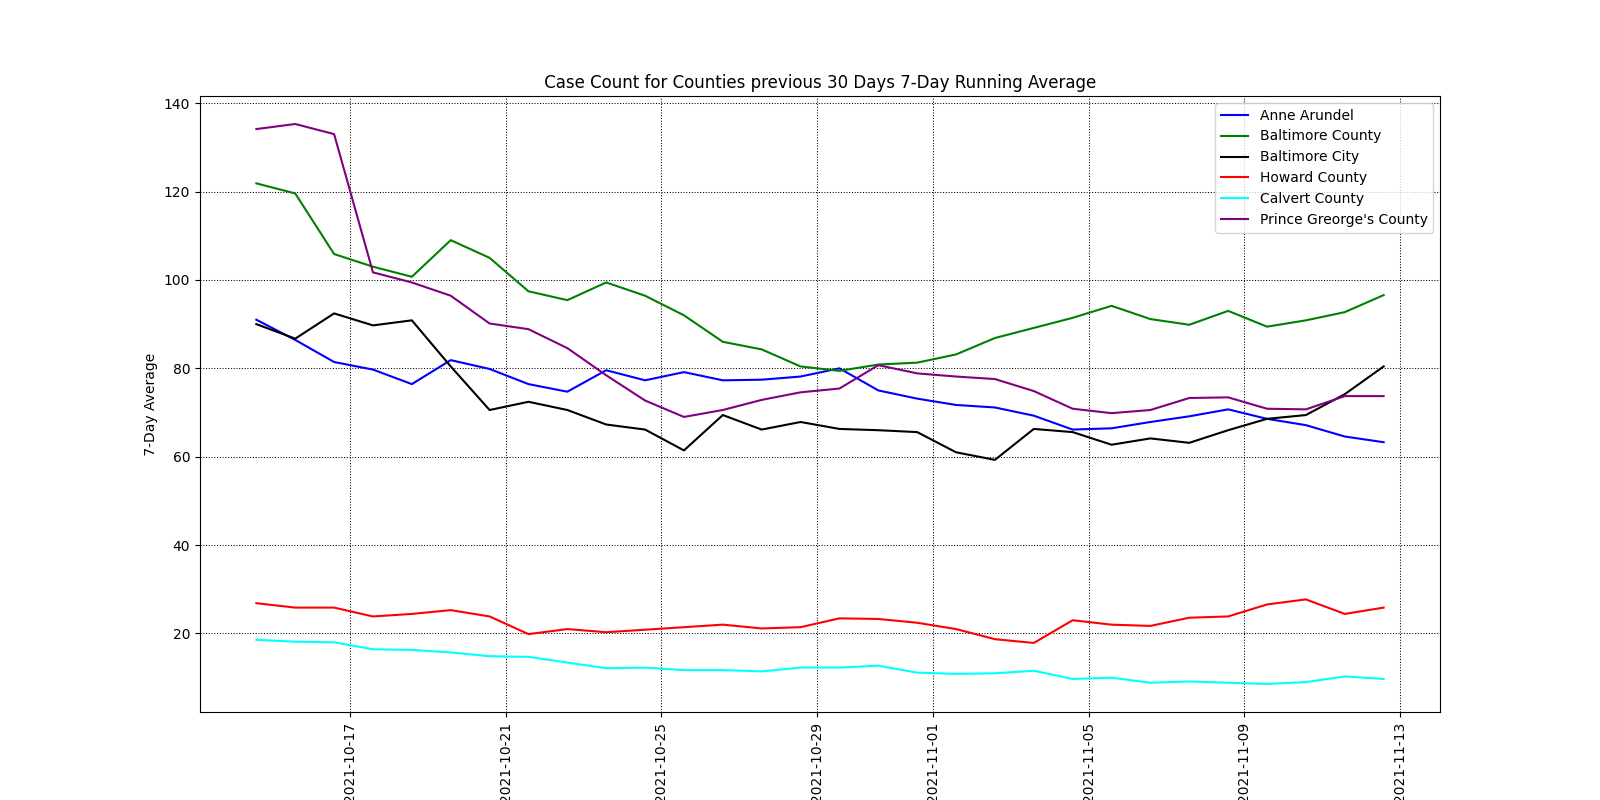 Case Count for Counties previous 30 Days 7-Day Running Average
140
120
100
80
60
40
20
7-Day Average
Anne Arundel
Baltimore County
Baltimore City
Howard County
Calvert County
Prince Greorge's County
2021-10-17
2021-10-21
2021-10-25
2021-10-29
2021-11-01
2021-11-05
2021-11-09
2021-11-13